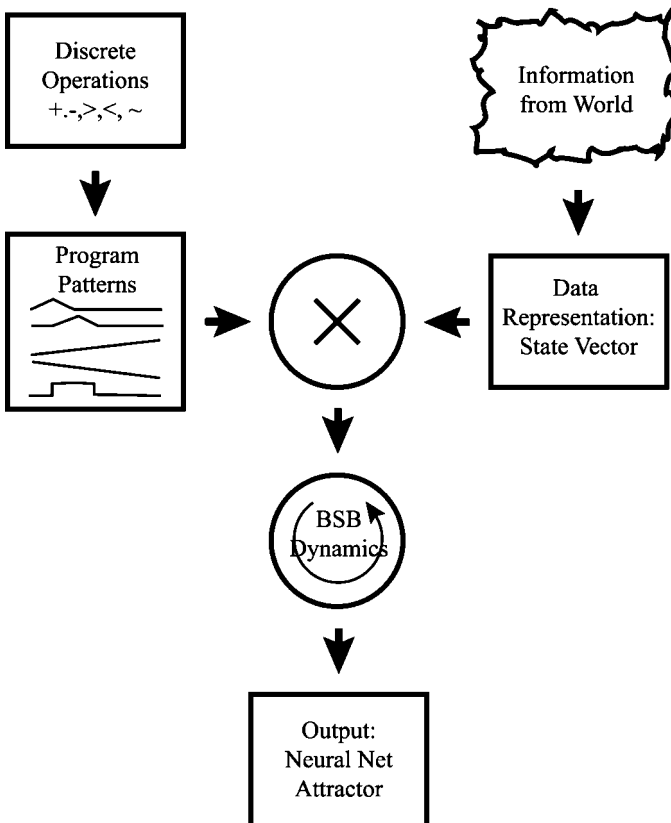 Discrete
Operations
+.-,>,<, ~
Information
from World
Program
Patterns
Data
Representation:
State Vector
BSB
Dynamics
Output:
Neural Net
Attractor